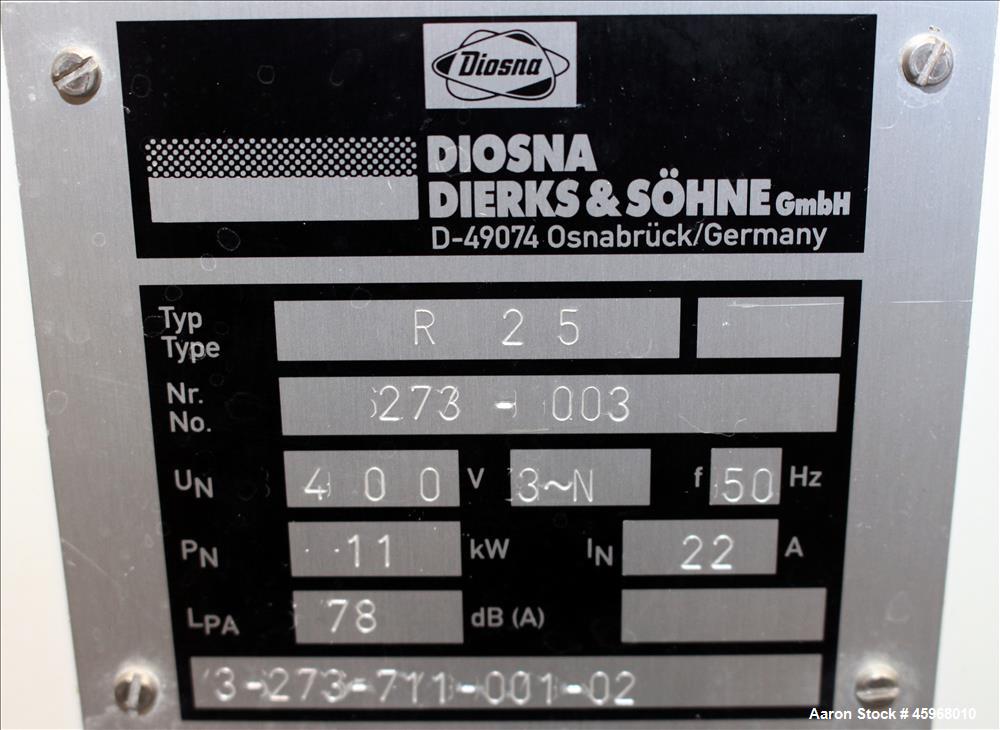 Diosna
DIOSNA
DIERKS & SÖHNE GmbH
D-49074 Osnabrück/Germany
Typ R 25
Type
Nr. 273 - 003
No.
UN 400 V 3~N f 50 Hz
PN 11 kW IN 22 A
LPA 78 dB (A)
3-273-711-001-02
Aaron Stock # 45968010